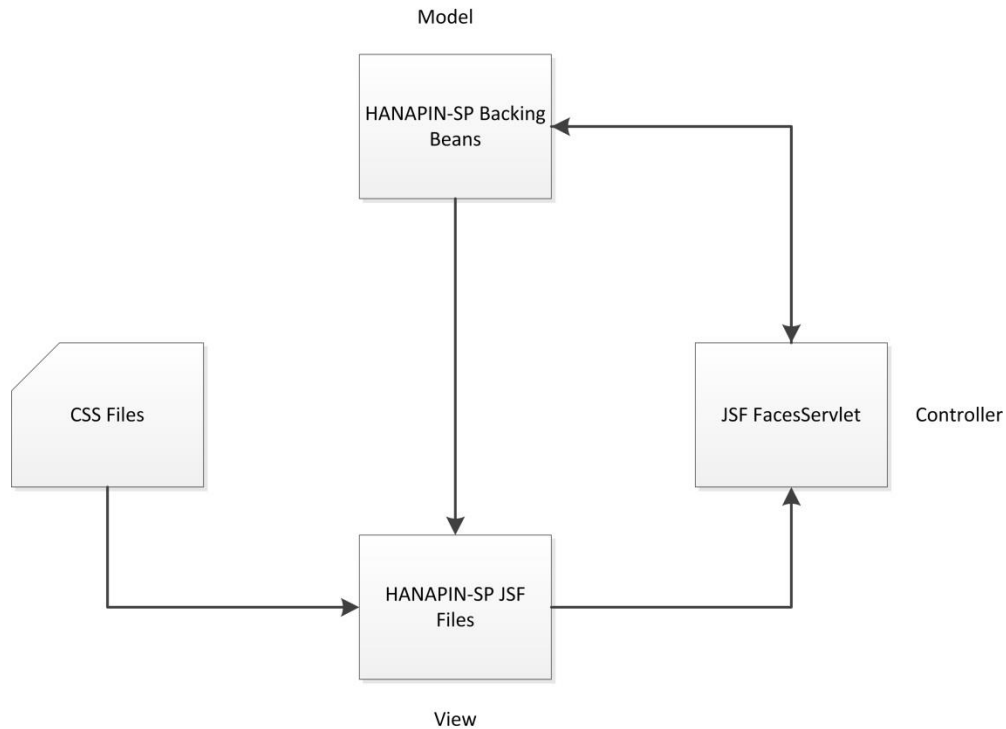 Model
HANAPIN-SP Backing
Beans
CSS Files
JSF FacesServlet
Controller
HANAPIN-SP JSF
Files
View